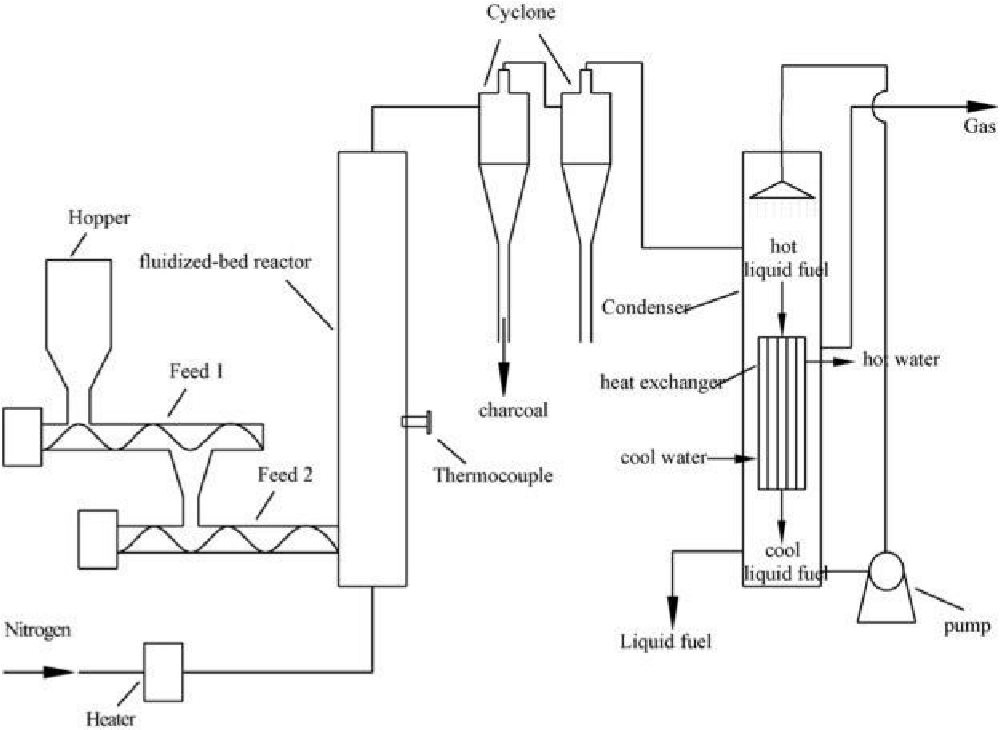 Cyclone
Gas
Hopper
fluidized-bed reactor
hot
liquid fuel
Condenser
Feed 1
hot water
heat exchanger
charcoal
cool water
Feed 2
Thermocouple
cool
liquid fuel
Nitrogen
Liquid fuel
pump
Heater